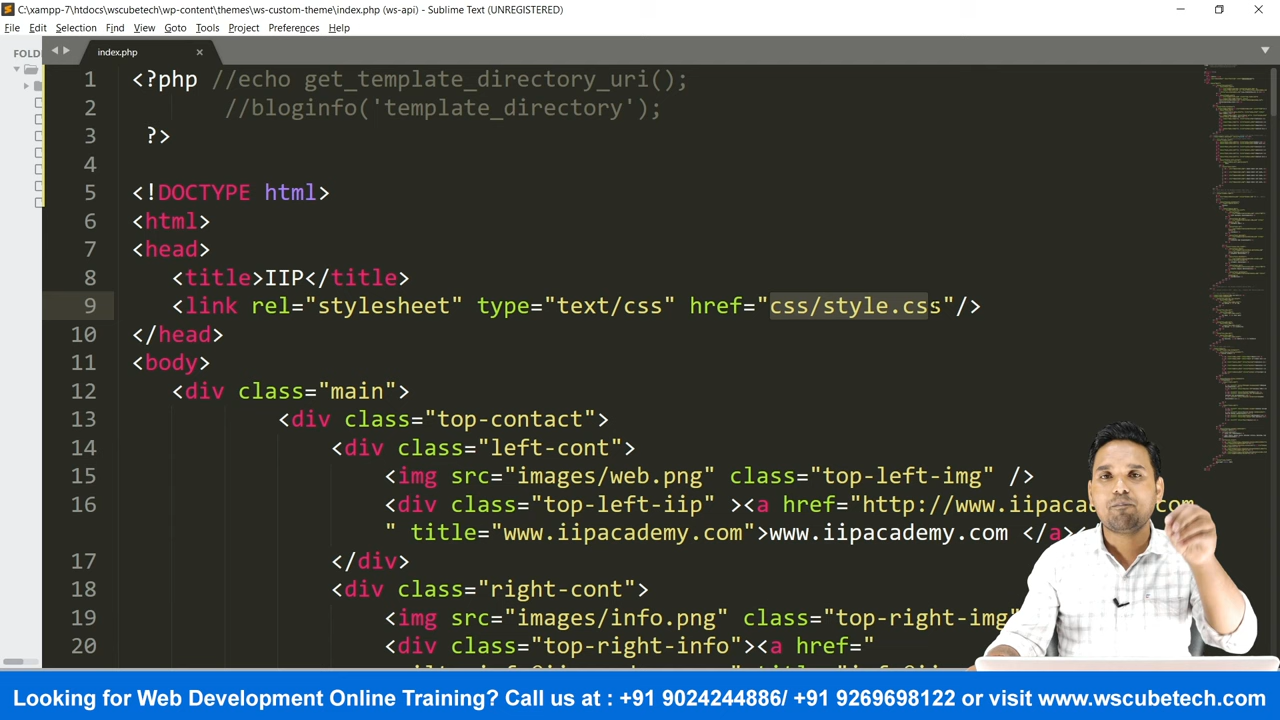 C:\xampp-7\htdocs\wscubetech\wp-content\themes\ws-custom-theme\index.php (ws-api) - Sublime Text (UNREGISTERED)
File Edit Selection Find View Goto Tools Project Preferences Help
FOLD
index.php
1 <?php //echo get_template_directory_uri();
2 //bloginfo('template_directory');
3 ?>
4
5 <!DOCTYPE html>
6 <html>
7 <head>
8 <title>IIP</title>
9 <link rel="stylesheet" type="text/css" href="css/style.css"/>
10 </head>
11 <body>
12 <div class="main">
13 <div class="top-contact">
14 <div class="left-cont">
15 <img src="images/web.png" class="top-left-img" />
16 <div class="top-left-iip" ><a href="http://www.iipacademy.com
" title="www.iipacademy.com">www.iipacademy.com </a><
17 </div>
18 <div class="right-cont">
19 <img src="images/info.png" class="top-right-img"
20 <div class="top-right-info"><a href="
Looking for Web Development Online Training? Call us at : +91 9024244886/ +91 9269698122 or visit www.wscubetech.com